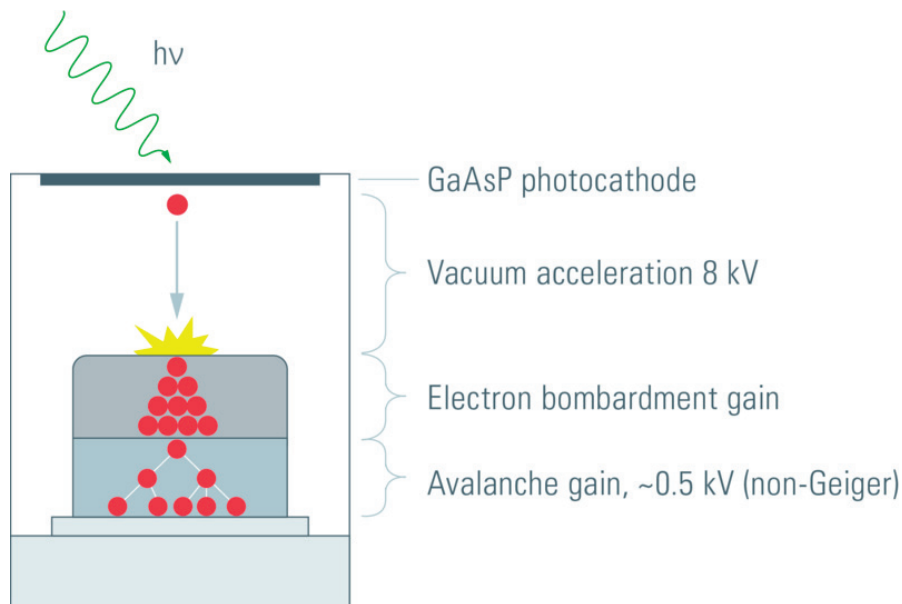 hν
GaAsP photocathode
Vacuum acceleration 8 kV
Electron bombardment gain
Avalanche gain, ~0.5 kV (non-Geiger)